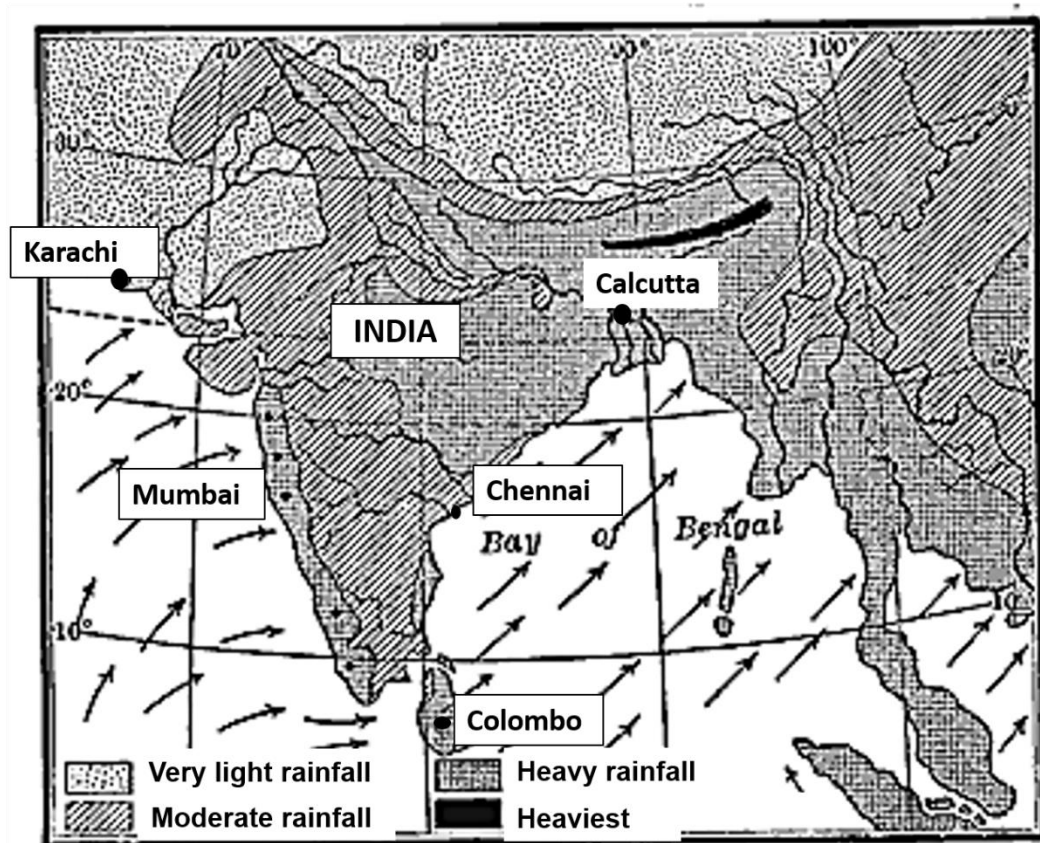 80°
90°
100°
30
Karachi
Calcutta
INDIA
20°
Mumbai
Chennai
Bay of Bengal
10°
10
Colombo
Very light rainfall
Heavy rainfall
Moderate rainfall
Heaviest